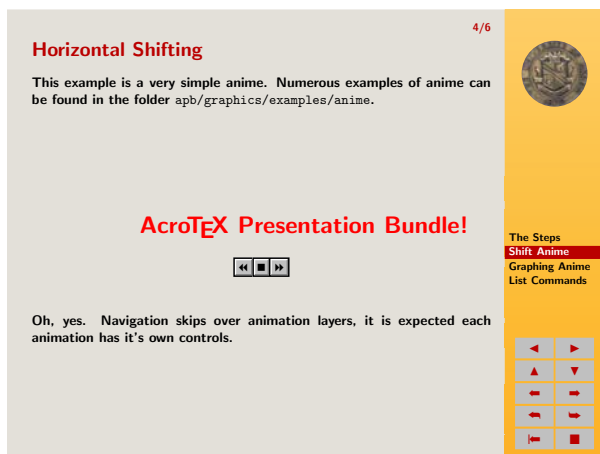 4/6
Horizontal Shifting
This example is a very simple anime. Numerous examples of anime can
be found in the folder apb/graphics/examples/anime.
AcroTEX Presentation Bundle!
Oh, yes. Navigation skips over animation layers, it is expected each
animation has it's own controls.
The Steps
Shift Anime
Graphing Anime
List Commands